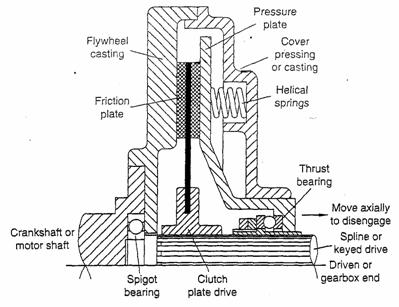 Pressure
plate
Flywheel
casting
Cover
pressing
or casting
Friction
plate
Helical
springs
Thrust
bearing
Move axially
to disengage
Crankshaft or
motor shaft
Spline or
keyed drive
Driven or
gearbox end
Spigot
bearing
Clutch
plate drive